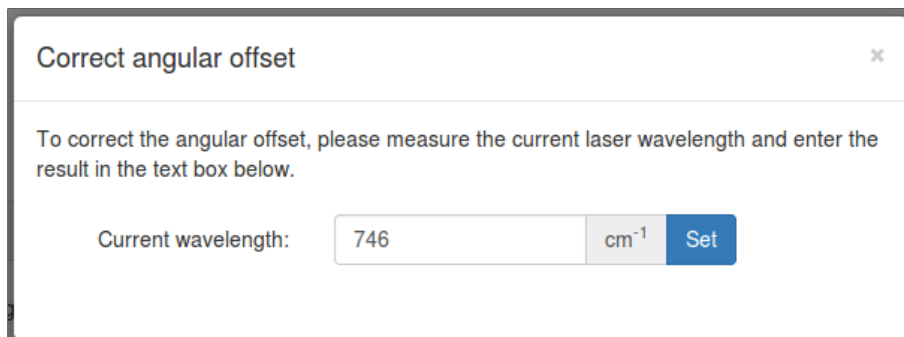 Correct angular offset ×
To correct the angular offset, please measure the current laser wavelength and enter the
result in the text box below.
Current wavelength: 746 cm⁻¹ Set